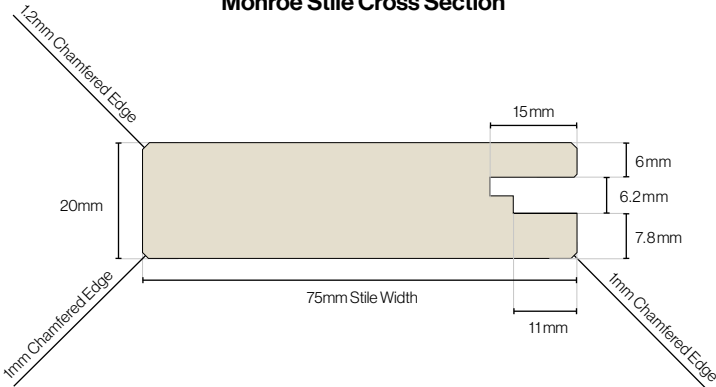 Monroe Stile Cross Section
1.2mm Chamfered Edge
15mm
6mm
20mm
6.2mm
7.8mm
75mm Stile Width
1mm Chamfered Edge
1mm Chamfered Edge
11mm